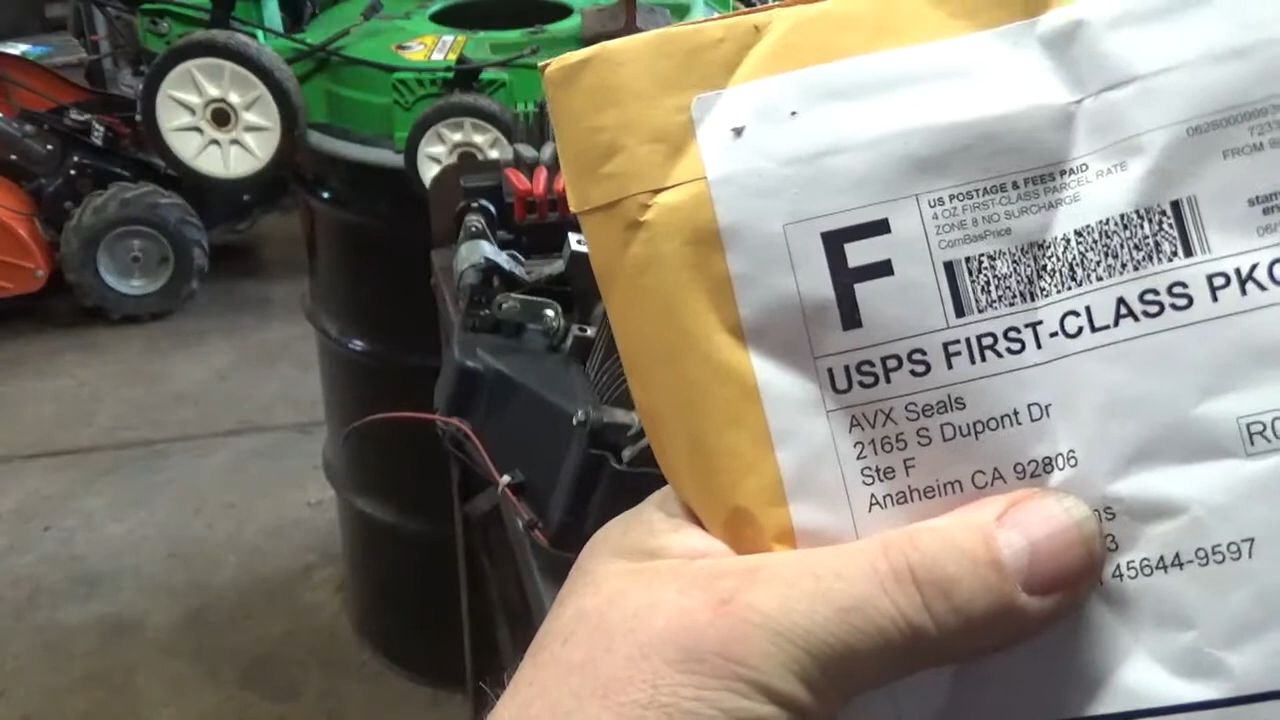 US POSTAGE & FEES PAID
4 OZ FIRST-CLASS PARCEL RATE
ZONE 8 NO SURCHARGE
ComBasPrice
FROM
F
USPS FIRST-CLASS PKG
AVX Seals
2165 S Dupont Dr
Ste F
Anaheim CA 92806
45644-9597